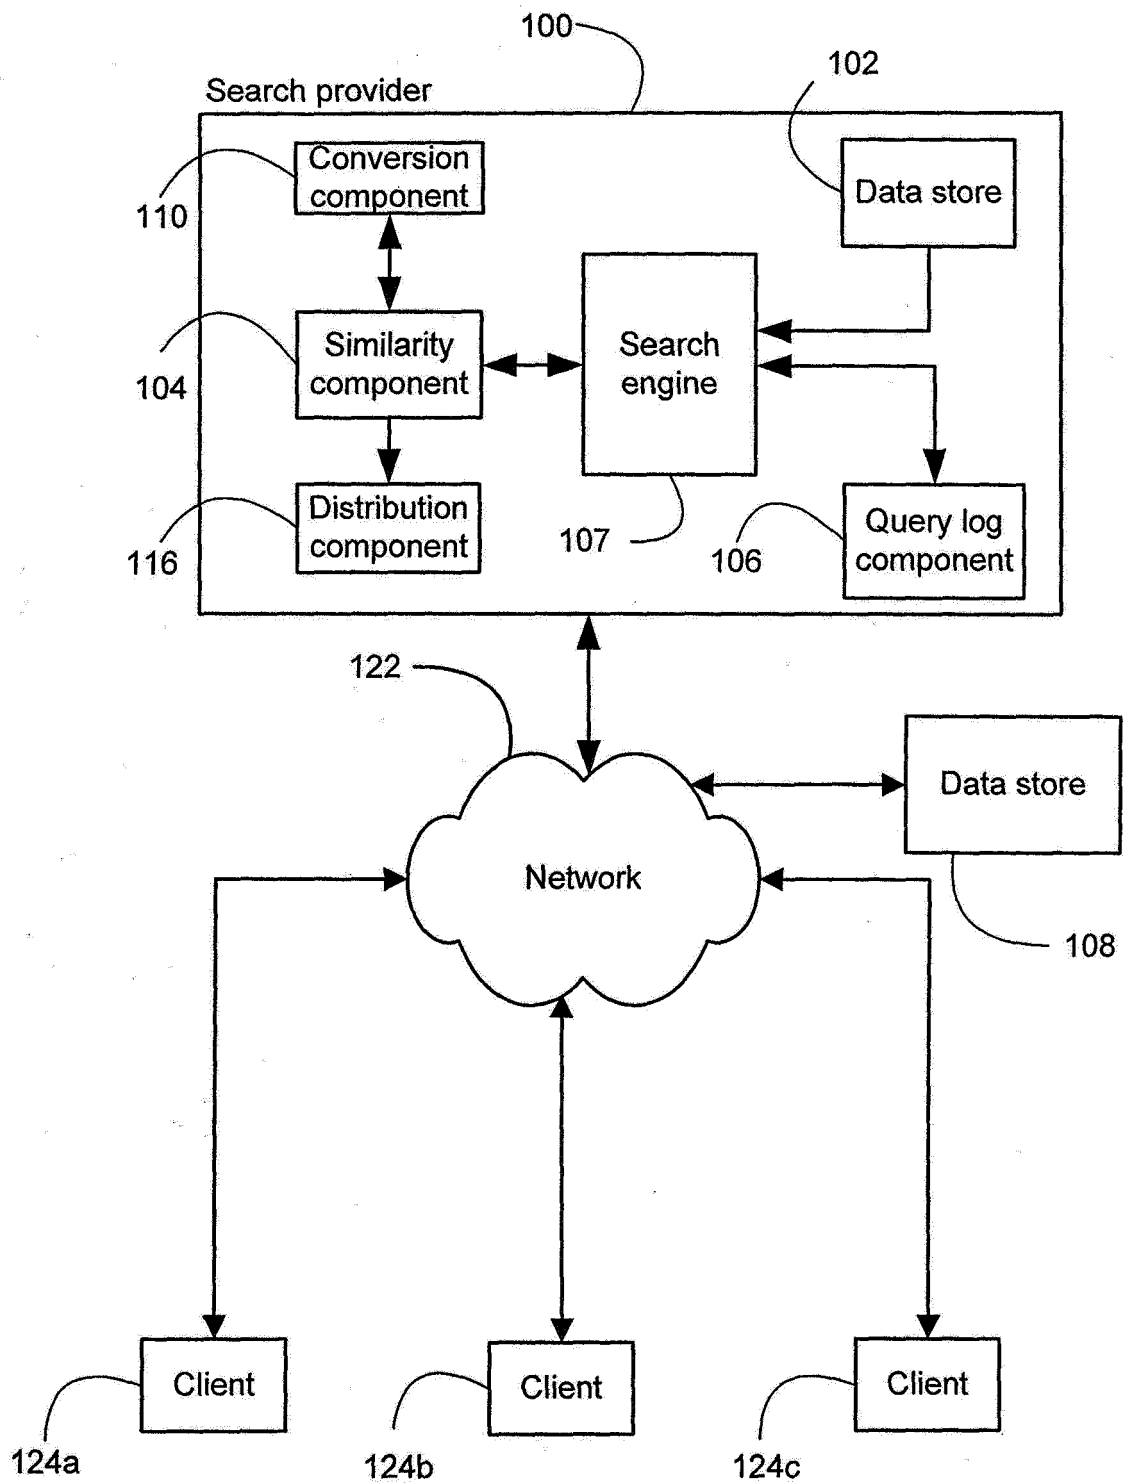 100
102
Search provider
Conversion
component
110
Data store
Similarity
component
104
Search
engine
Distribution
component
116
107
106
Query log
component
122
Data store
Network
108
Client
Client
Client
124a
124b
124c